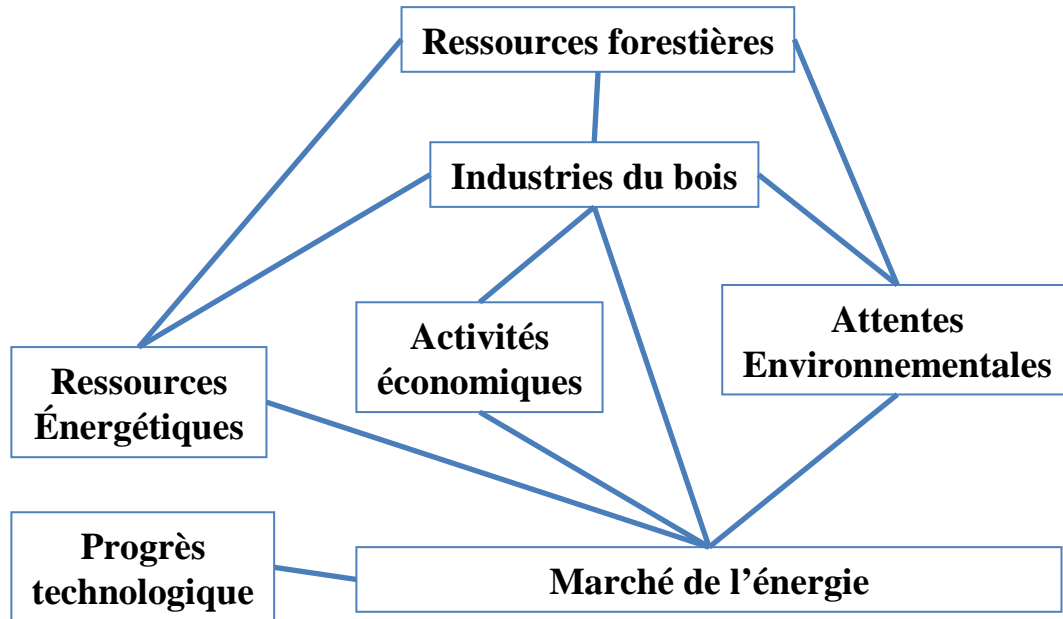 Ressources forestières
Industries du bois
Attentes
Environnementales
Activités
économiques
Ressources
Énergétiques
Progrès
technologique
Marché de l’énergie